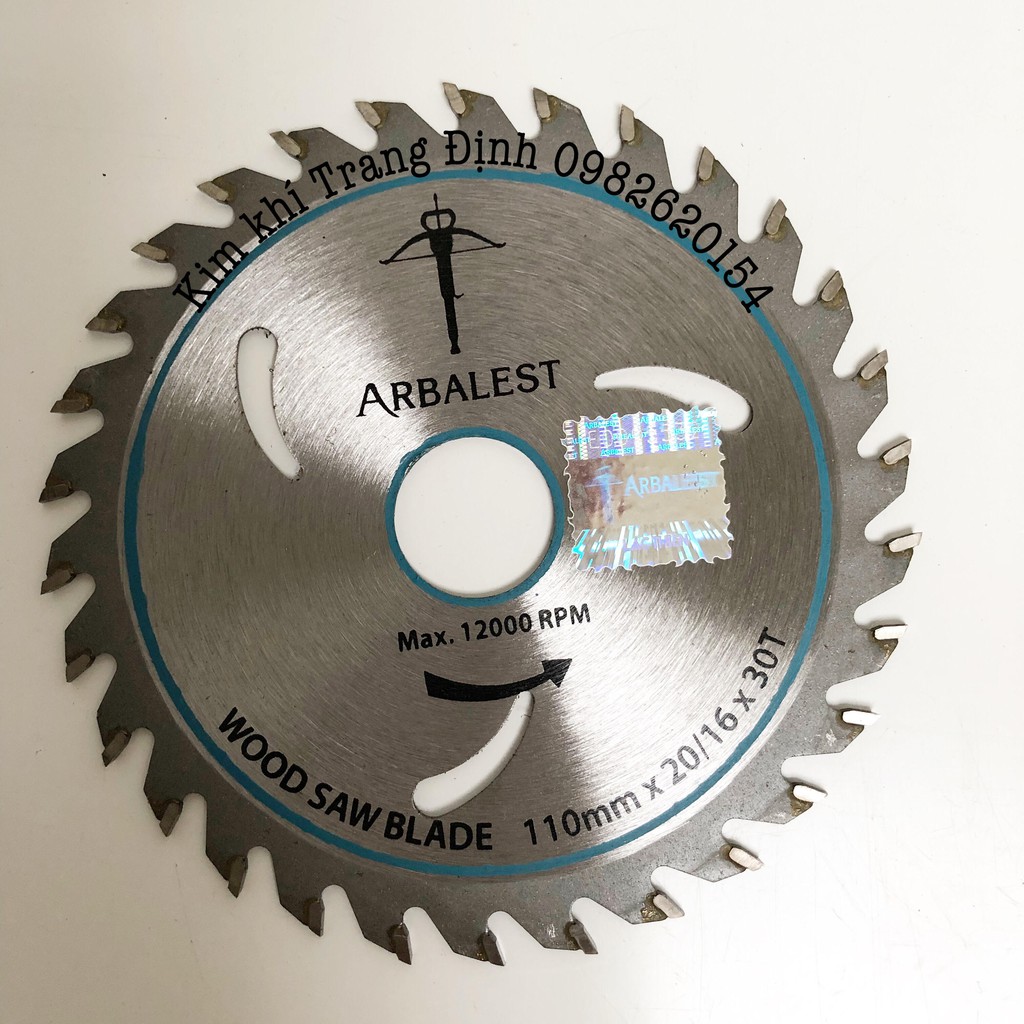 Kim khí Trang Định 0982620154
ARBALEST
ARBALEST
Max. 12000 RPM
WOOD SAW BLADE 110mm x 20/16 x 30T